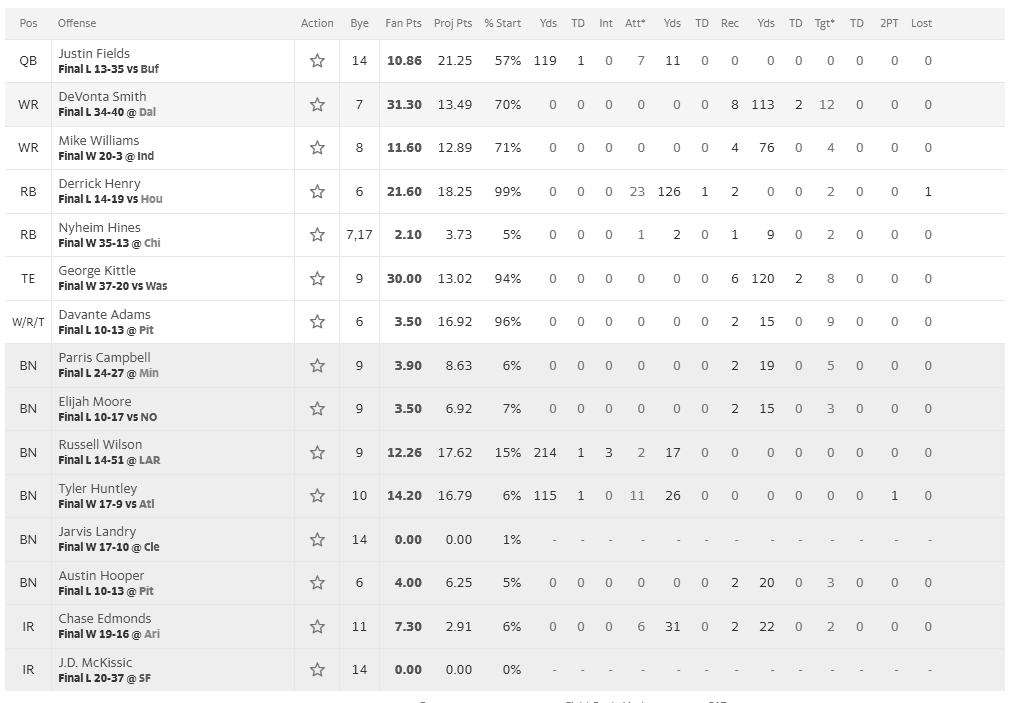 Pos Offense Action Bye Fan Pts Proj Pts % Start Yds TD Int Att* Yds TD Rec Yds TD Tgt* TD 2PT Lost
QB Justin Fields 14 10.86 21.25 57% 119 1 0 7 11 0 0 0 0 0 0 0 0
Final L 13-35 vs Buf
WR DeVonta Smith 7 31.30 13.49 70% 0 0 0 0 0 0 8 113 2 12 0 0 0
Final L 34-40 @ Dal
WR Mike Williams 8 11.60 12.89 71% 0 0 0 0 0 0 4 76 0 4 0 0 0
Final W 20-3 @ Ind
RB Derrick Henry 6 21.60 18.25 99% 0 0 0 23 126 1 2 0 0 2 0 0 1
Final L 14-19 vs Hou
RB Nyheim Hines 7,17 2.10 3.73 5% 0 0 0 1 2 0 1 9 0 2 0 0 0
Final W 35-13 @ Chi
TE George Kittle 9 30.00 13.02 94% 0 0 0 0 0 0 6 120 2 8 0 0 0
Final W 37-20 vs Was
W/R/T Davante Adams 6 3.50 16.92 96% 0 0 0 0 0 0 2 15 0 9 0 0 0
Final L 10-13 @ Pit
BN Parris Campbell 9 3.90 8.63 6% 0 0 0 0 0 0 2 19 0 5 0 0 0
Final L 24-27 @ Min
BN Elijah Moore 9 3.50 6.92 7% 0 0 0 0 0 0 2 15 0 3 0 0 0
Final L 10-17 vs NO
BN Russell Wilson 9 12.26 17.62 15% 214 1 3 2 17 0 0 0 0 0 0 0 0
Final L 14-51 @ LAR
BN Tyler Huntley 10 14.20 16.79 6% 115 1 0 11 26 0 0 0 0 0 0 1 0
Final W 17-9 vs Atl
BN Jarvis Landry 14 0.00 0.00 1% - - - - - - - - - - - - -
Final W 17-10 @ Cle
BN Austin Hooper 6 4.00 6.25 5% 0 0 0 0 0 0 2 20 0 3 0 0 0
Final L 10-13 @ Pit
IR Chase Edmonds 11 7.30 2.91 6% 0 0 0 6 31 0 2 22 0 2 0 0 0
Final W 19-16 @ Ari
IR J.D. McKissic 14 0.00 0.00 0% - - - - - - - - - - - - -
Final L 20-37 @ SF